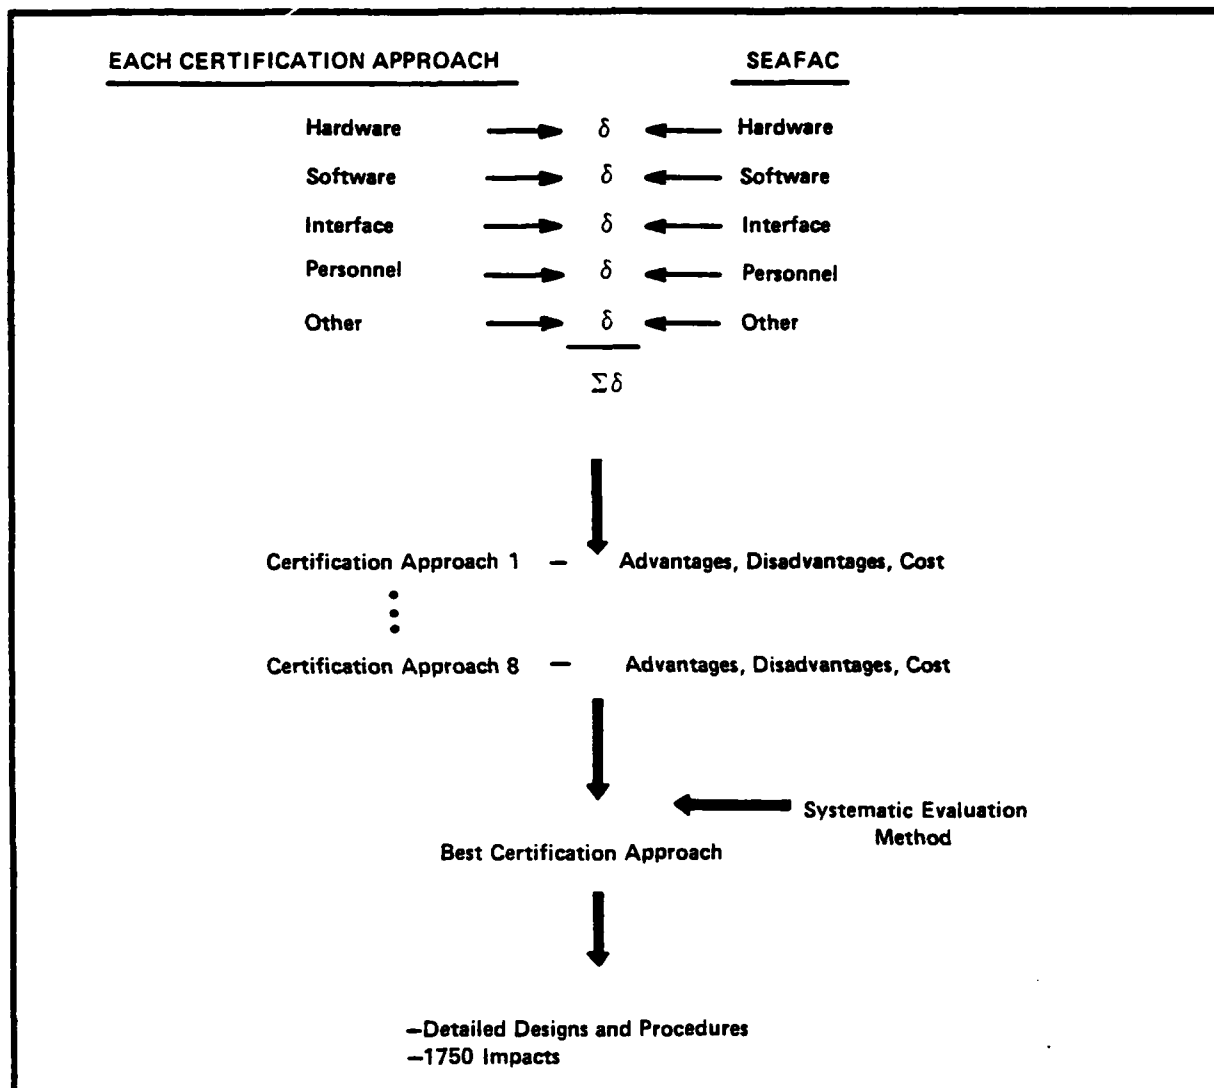 EACH CERTIFICATION APPROACH SEAFAC
Hardware δ Hardware
Software δ Software
Interface δ Interface
Personnel δ Personnel
Other δ Other
Σδ
Certification Approach 1 – Advantages, Disadvantages, Cost
Certification Approach 8 – Advantages, Disadvantages, Cost
Systematic Evaluation
Method
Best Certification Approach
–Detailed Designs and Procedures
–1750 Impacts